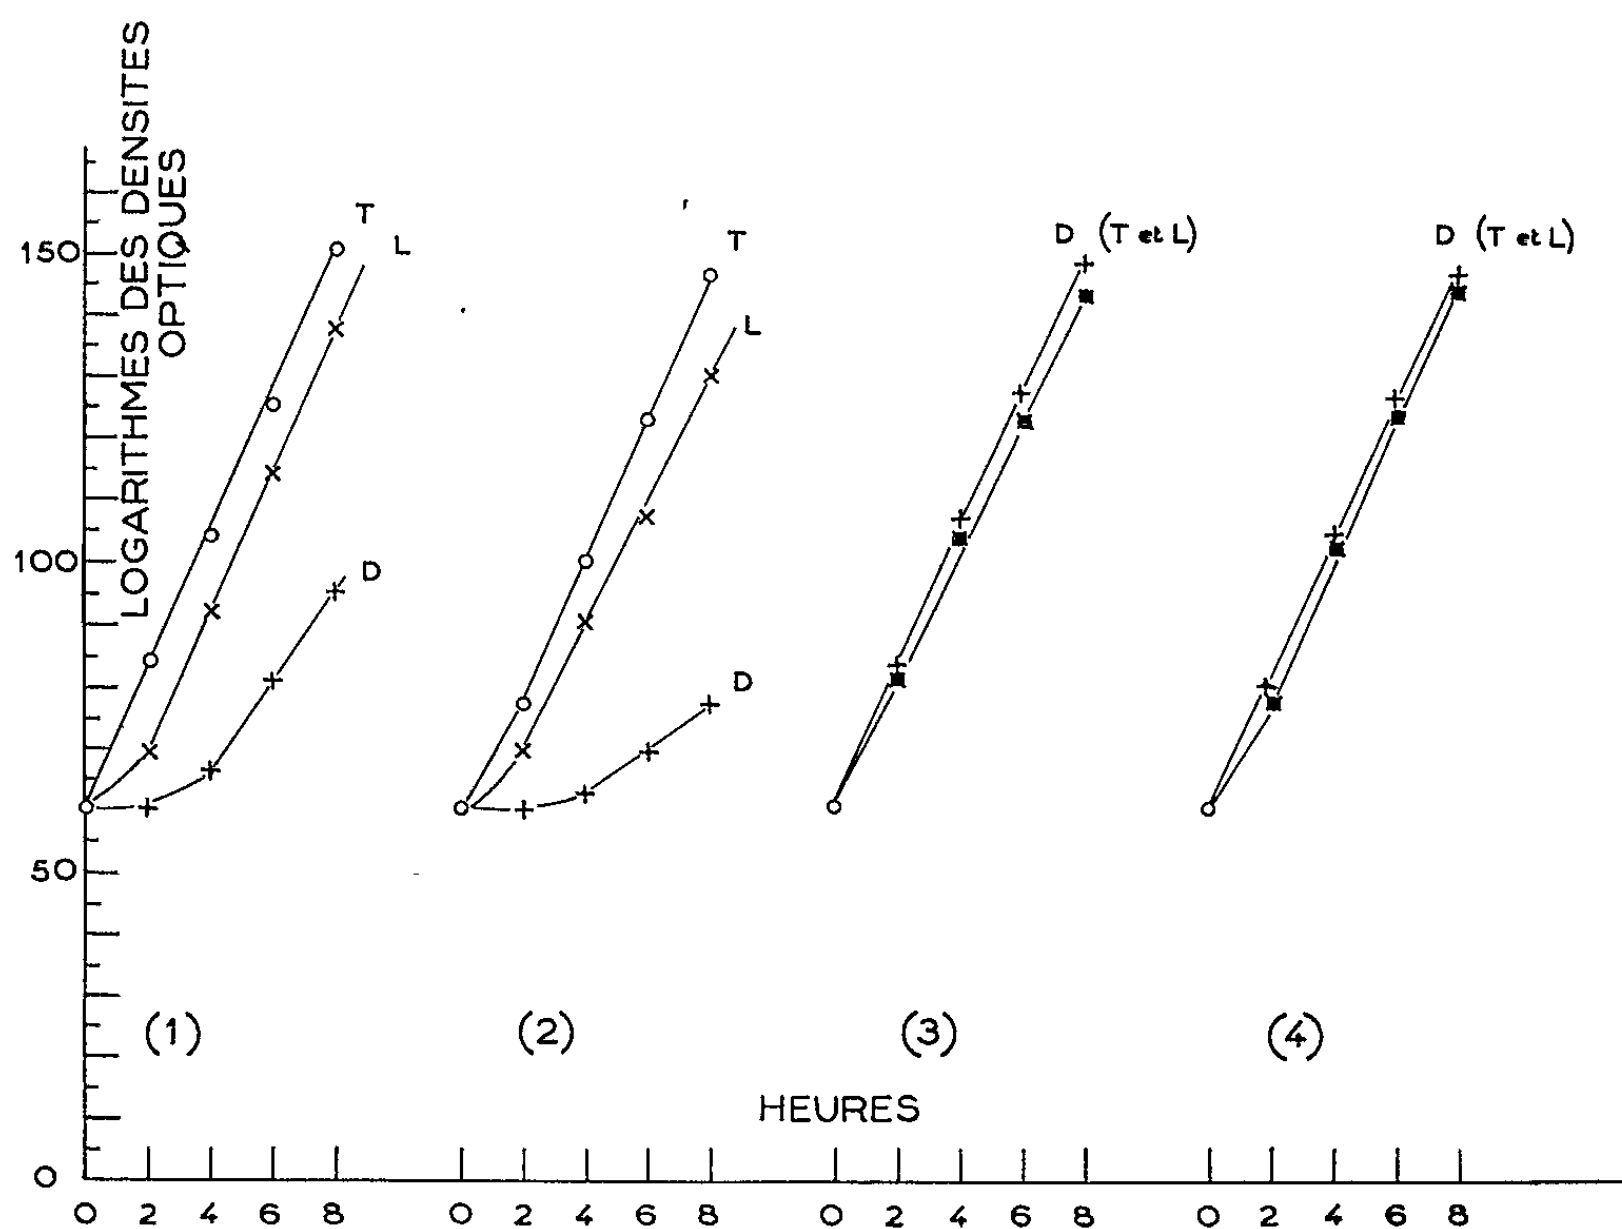 LOGARITHMES DES DENSITES
OPTIQUES
T
L
D
T
L
D
D (T et L)
D (T et L)
150
100
50
0
(1)
(2)
(3)
(4)
HEURES
0 2 4 6 8 0 2 4 6 8 0 2 4 6 8 0 2 4 6 8